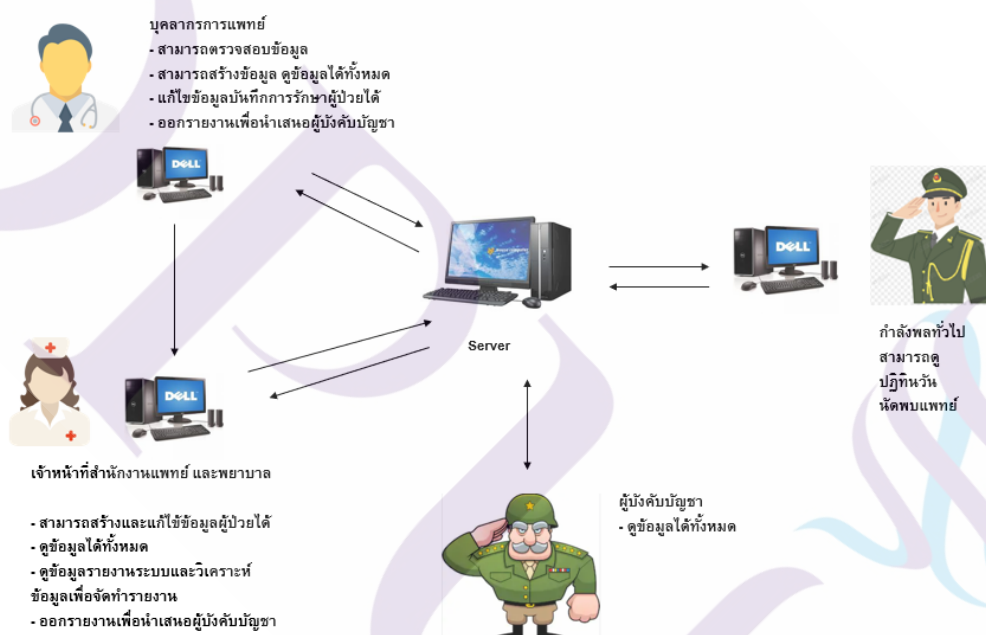 บุคลากรการแพทย์
- สามารถตรวจสอบข้อมูล
- สามารถสร้างข้อมูล ดูข้อมูลได้ทั้งหมด
- แก้ไขข้อมูลบันทึกการรักษาผู้ป่วยได้
- ออกรายงานเพื่อนำเสนอผู้บังคับบัญชา
DELL
DELL
Server
กำลังพลทั่วไป
สามารถดู
ปฎิทินวัน
นัดพบแพทย์
DELL
เจ้าหน้าที่สำนักงานแพทย์ และพยาบาล
- สามารถสร้างและแก้ไข้ข้อมูลผู้ป่วยได้
- ดูข้อมูลได้ทั้งหมด
- ดูข้อมูลรายงานระบบและวิเคราะห์
ข้อมูลเพื่อจัดทำรายงาน
- ออกรายงานเพื่อนำเสนอผู้บังคับบัญชา
ผู้บังคับบัญชา
- ดูข้อมูลได้ทั้งหมด